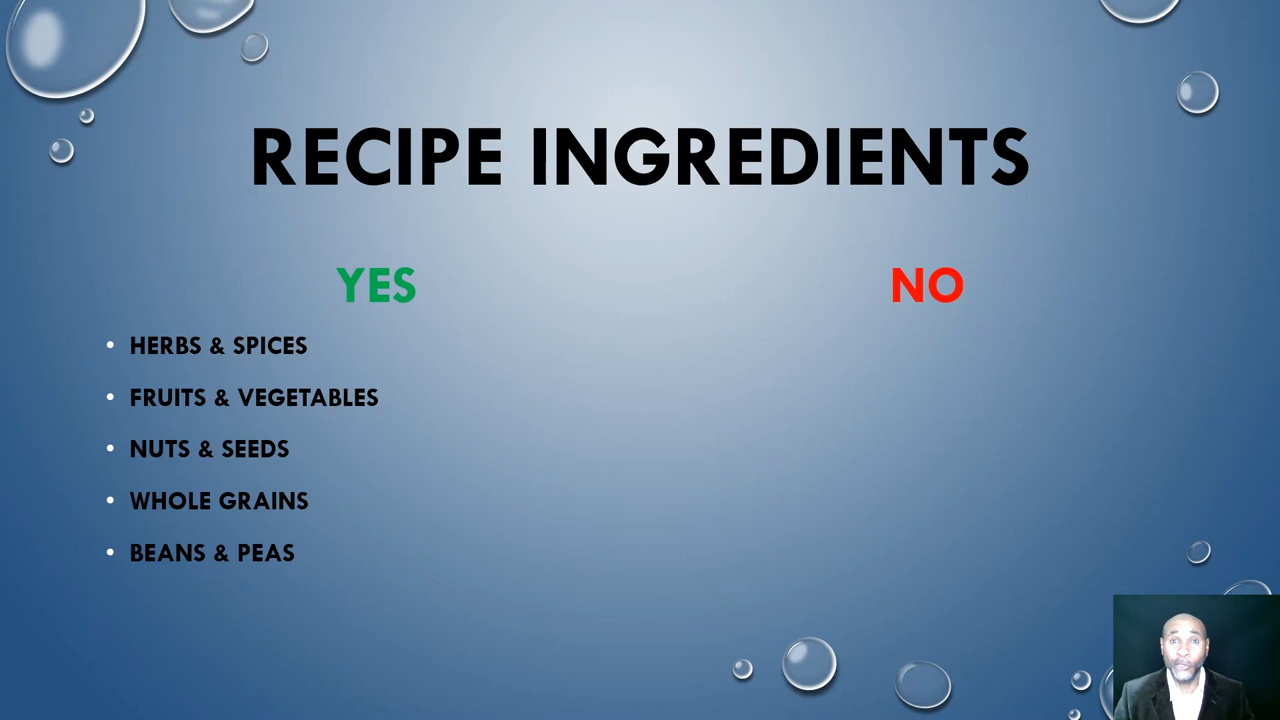 RECIPE INGREDIENTS
YES
• HERBS & SPICES
• FRUITS & VEGETABLES
• NUTS & SEEDS
• WHOLE GRAINS
• BEANS & PEAS
NO